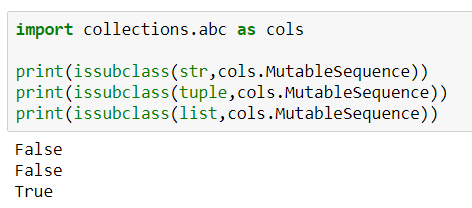 import collections.abc as cols
print(issubclass(str,cols.MutableSequence))
print(issubclass(tuple,cols.MutableSequence))
print(issubclass(list,cols.MutableSequence))
False
False
True